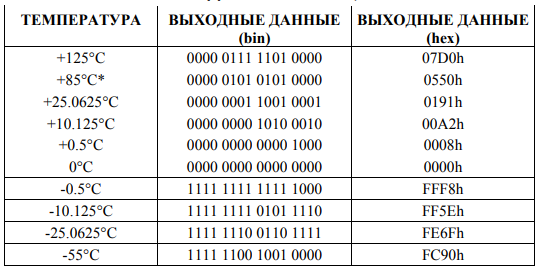 ТЕМПЕРАТУРА ВЫХОДНЫЕ ДАННЫЕ (bin) ВЫХОДНЫЕ ДАННЫЕ (hex)
+125°C 0000 0111 1101 0000 07D0h
+85°C* 0000 0101 0101 0000 0550h
+25.0625°C 0000 0001 1001 0001 0191h
+10.125°C 0000 0000 1010 0010 00A2h
+0.5°C 0000 0000 0000 1000 0008h
0°C 0000 0000 0000 0000 0000h
-0.5°C 1111 1111 1111 1000 FFF8h
-10.125°C 1111 1111 0101 1110 FF5Eh
-25.0625°C 1111 1110 0110 1111 FE6Fh
-55°C 1111 1100 1001 0000 FC90h